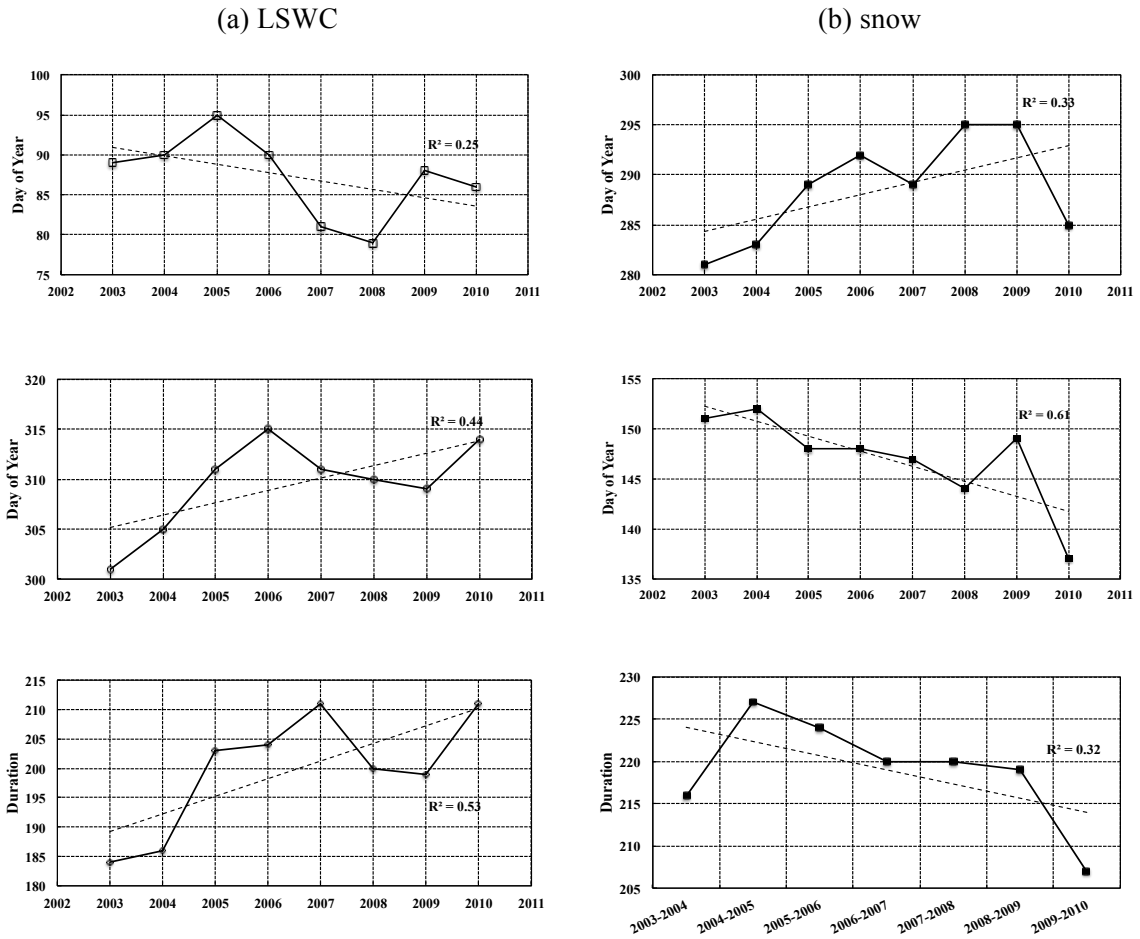 (a) LSWC
(b) snow
100
95
90
85
80
75
Day of Year
R² = 0.25
2002 2003 2004 2005 2006 2007 2008 2009 2010 2011
300
295
290
285
280
Day of Year
R² = 0.33
2002 2003 2004 2005 2006 2007 2008 2009 2010 2011
320
315
310
305
300
Day of Year
R² = 0.44
2002 2003 2004 2005 2006 2007 2008 2009 2010 2011
155
150
145
140
135
Day of Year
R² = 0.61
2002 2003 2004 2005 2006 2007 2008 2009 2010 2011
215
210
205
200
195
190
185
180
Duration
R² = 0.53
2002 2003 2004 2005 2006 2007 2008 2009 2010 2011
230
225
220
215
210
205
Duration
R² = 0.32
2003-2004 2004-2005 2005-2006 2006-2007 2007-2008 2008-2009 2009-2010